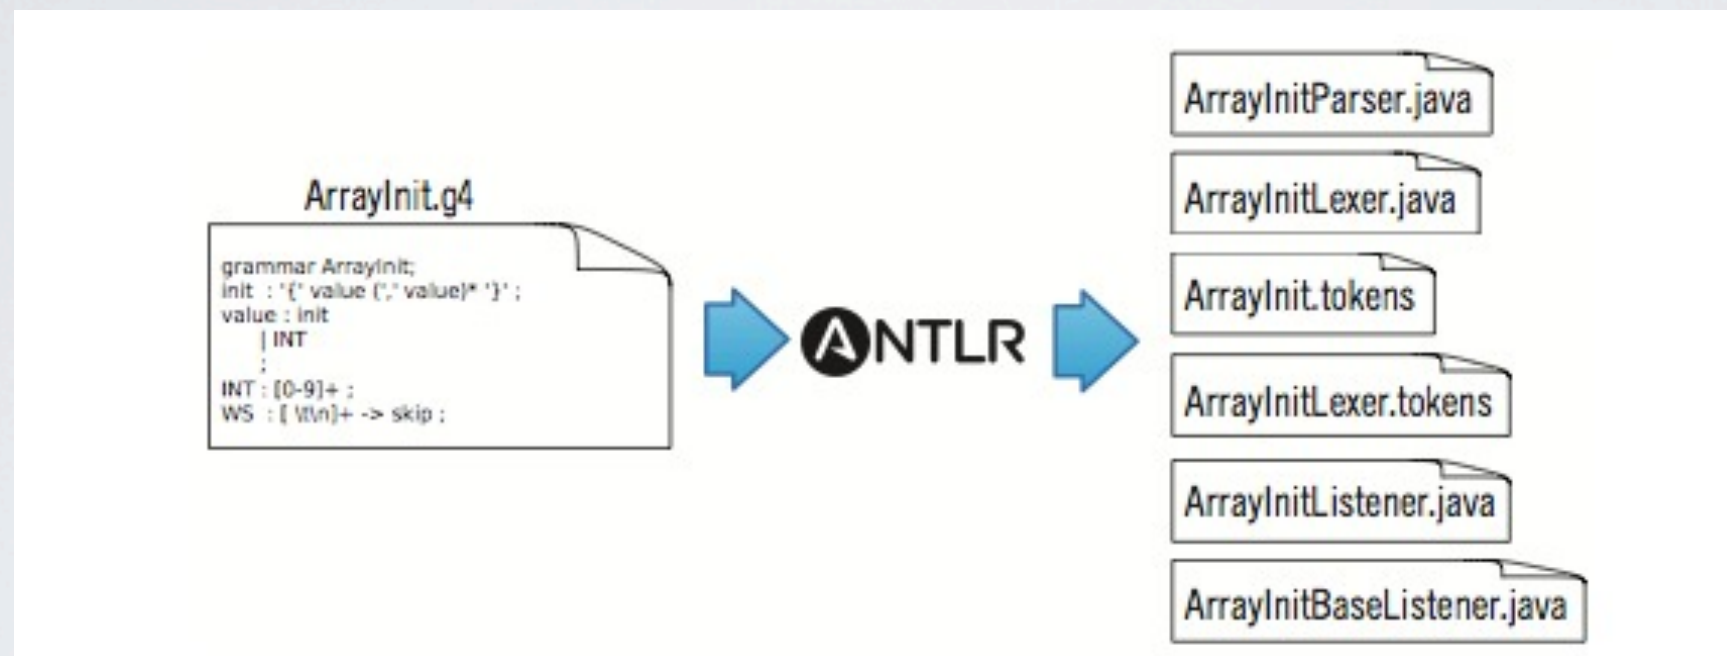 ArrayInit.g4
grammar ArrayInit;
init : '{' value (',' value)* '}' ;
value : init
| INT
;
INT : [0-9]+ ;
WS : [ \t\n]+ -> skip ;
ANTLR
ArrayInitParser.java
ArrayInitLexer.java
ArrayInit.tokens
ArrayInitLexer.tokens
ArrayInitListener.java
ArrayInitBaseListener.java